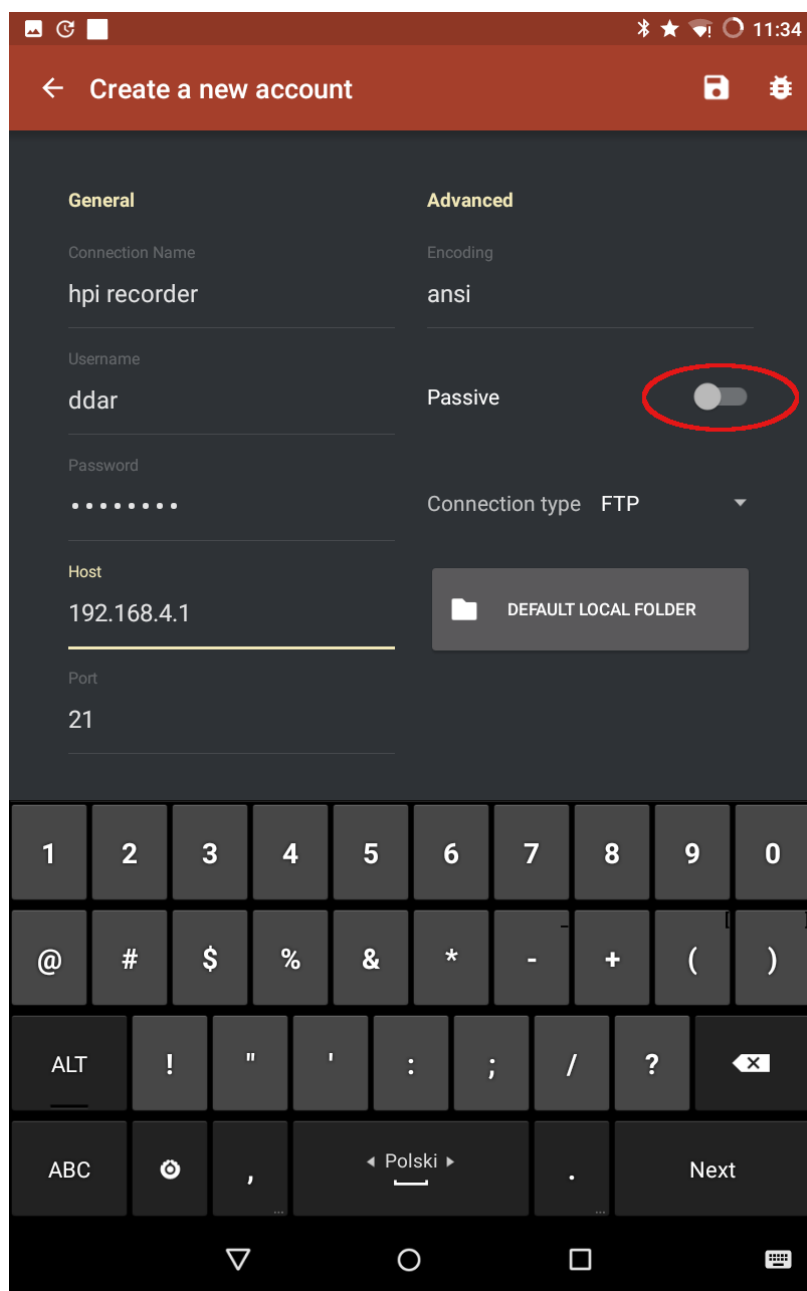 11:34
Create a new account
General
Connection Name
hpi recorder
Username
ddar
Password
••••••••
Host
192.168.4.1
Port
21
Advanced
Encoding
ansi
Passive
Connection type FTP
DEFAULT LOCAL FOLDER
1 2 3 4 5 6 7 8 9 0
@ # $ % & * - + ( )
ALT ! " ' : ; / ?
ABC , Polski . Next